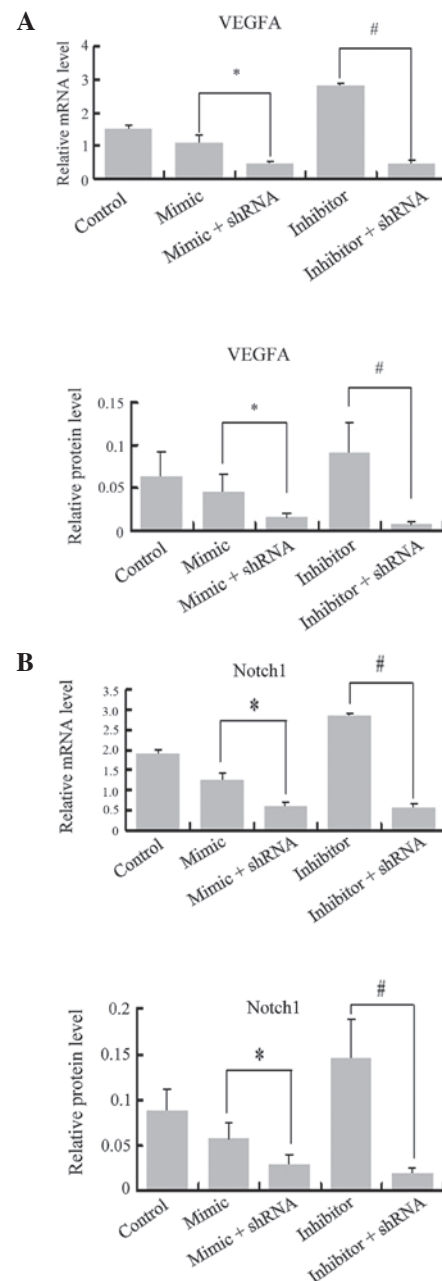 A
VEGFA
#
4
*
3
2
1
0
Relative mRNA level
Control
Mimic
Mimic + shRNA
Inhibitor
Inhibitor + shRNA
VEGFA
#
0.15
*
0.1
0.05
0
Relative protein level
Control
Mimic
Mimic + shRNA
Inhibitor
Inhibitor + shRNA
B
Notch1
#
3.5
*
3.0
2.5
2.0
1.5
1.0
0.5
0
Relative mRNA level
Control
Mimic
Mimic + shRNA
Inhibitor
Inhibitor + shRNA
Notch1
#
0.2
*
0.15
0.1
0.05
0
Relative protein level
Control
Mimic
Mimic + shRNA
Inhibitor
Inhibitor + shRNA